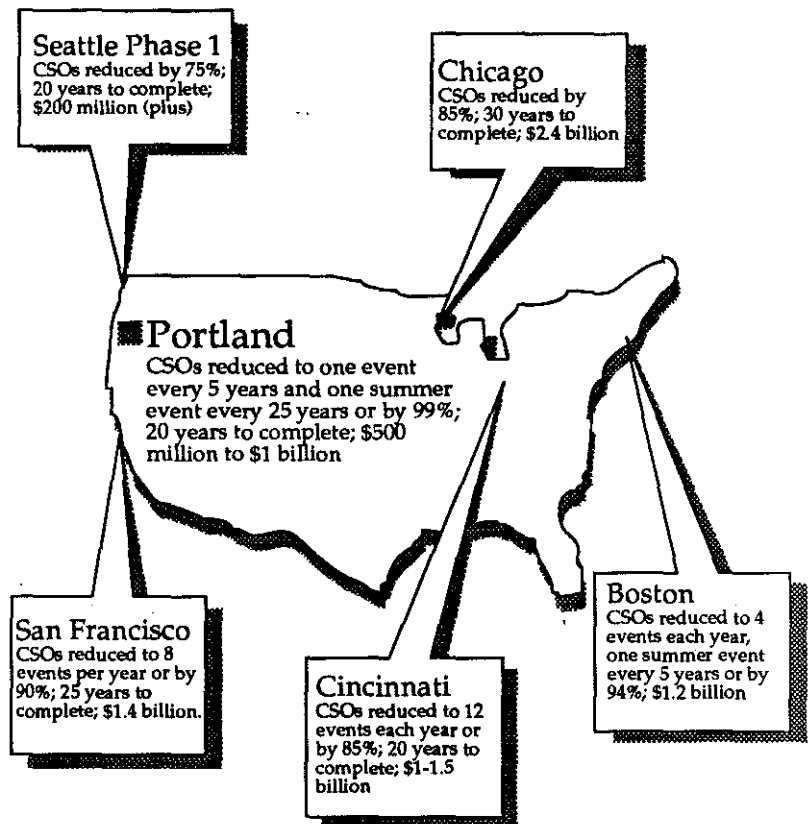 Seattle Phase 1
CSOs reduced by 75%;
20 years to complete;
$200 million (plus)
Chicago
CSOs reduced by
85%; 30 years to
complete; $2.4 billion
Portland
CSOs reduced to one event
every 5 years and one summer
event every 25 years or by 99%;
20 years to complete; $500
million to $1 billion
San Francisco
CSOs reduced to 8
events per year or by
90%; 25 years to
complete; $1.4 billion.
Cincinnati
CSOs reduced to 12
events each year or
by 85%; 20 years to
complete; $1-1.5
billion
Boston
CSOs reduced to 4
events each year,
one summer event
every 5 years or by
94%; $1.2 billion